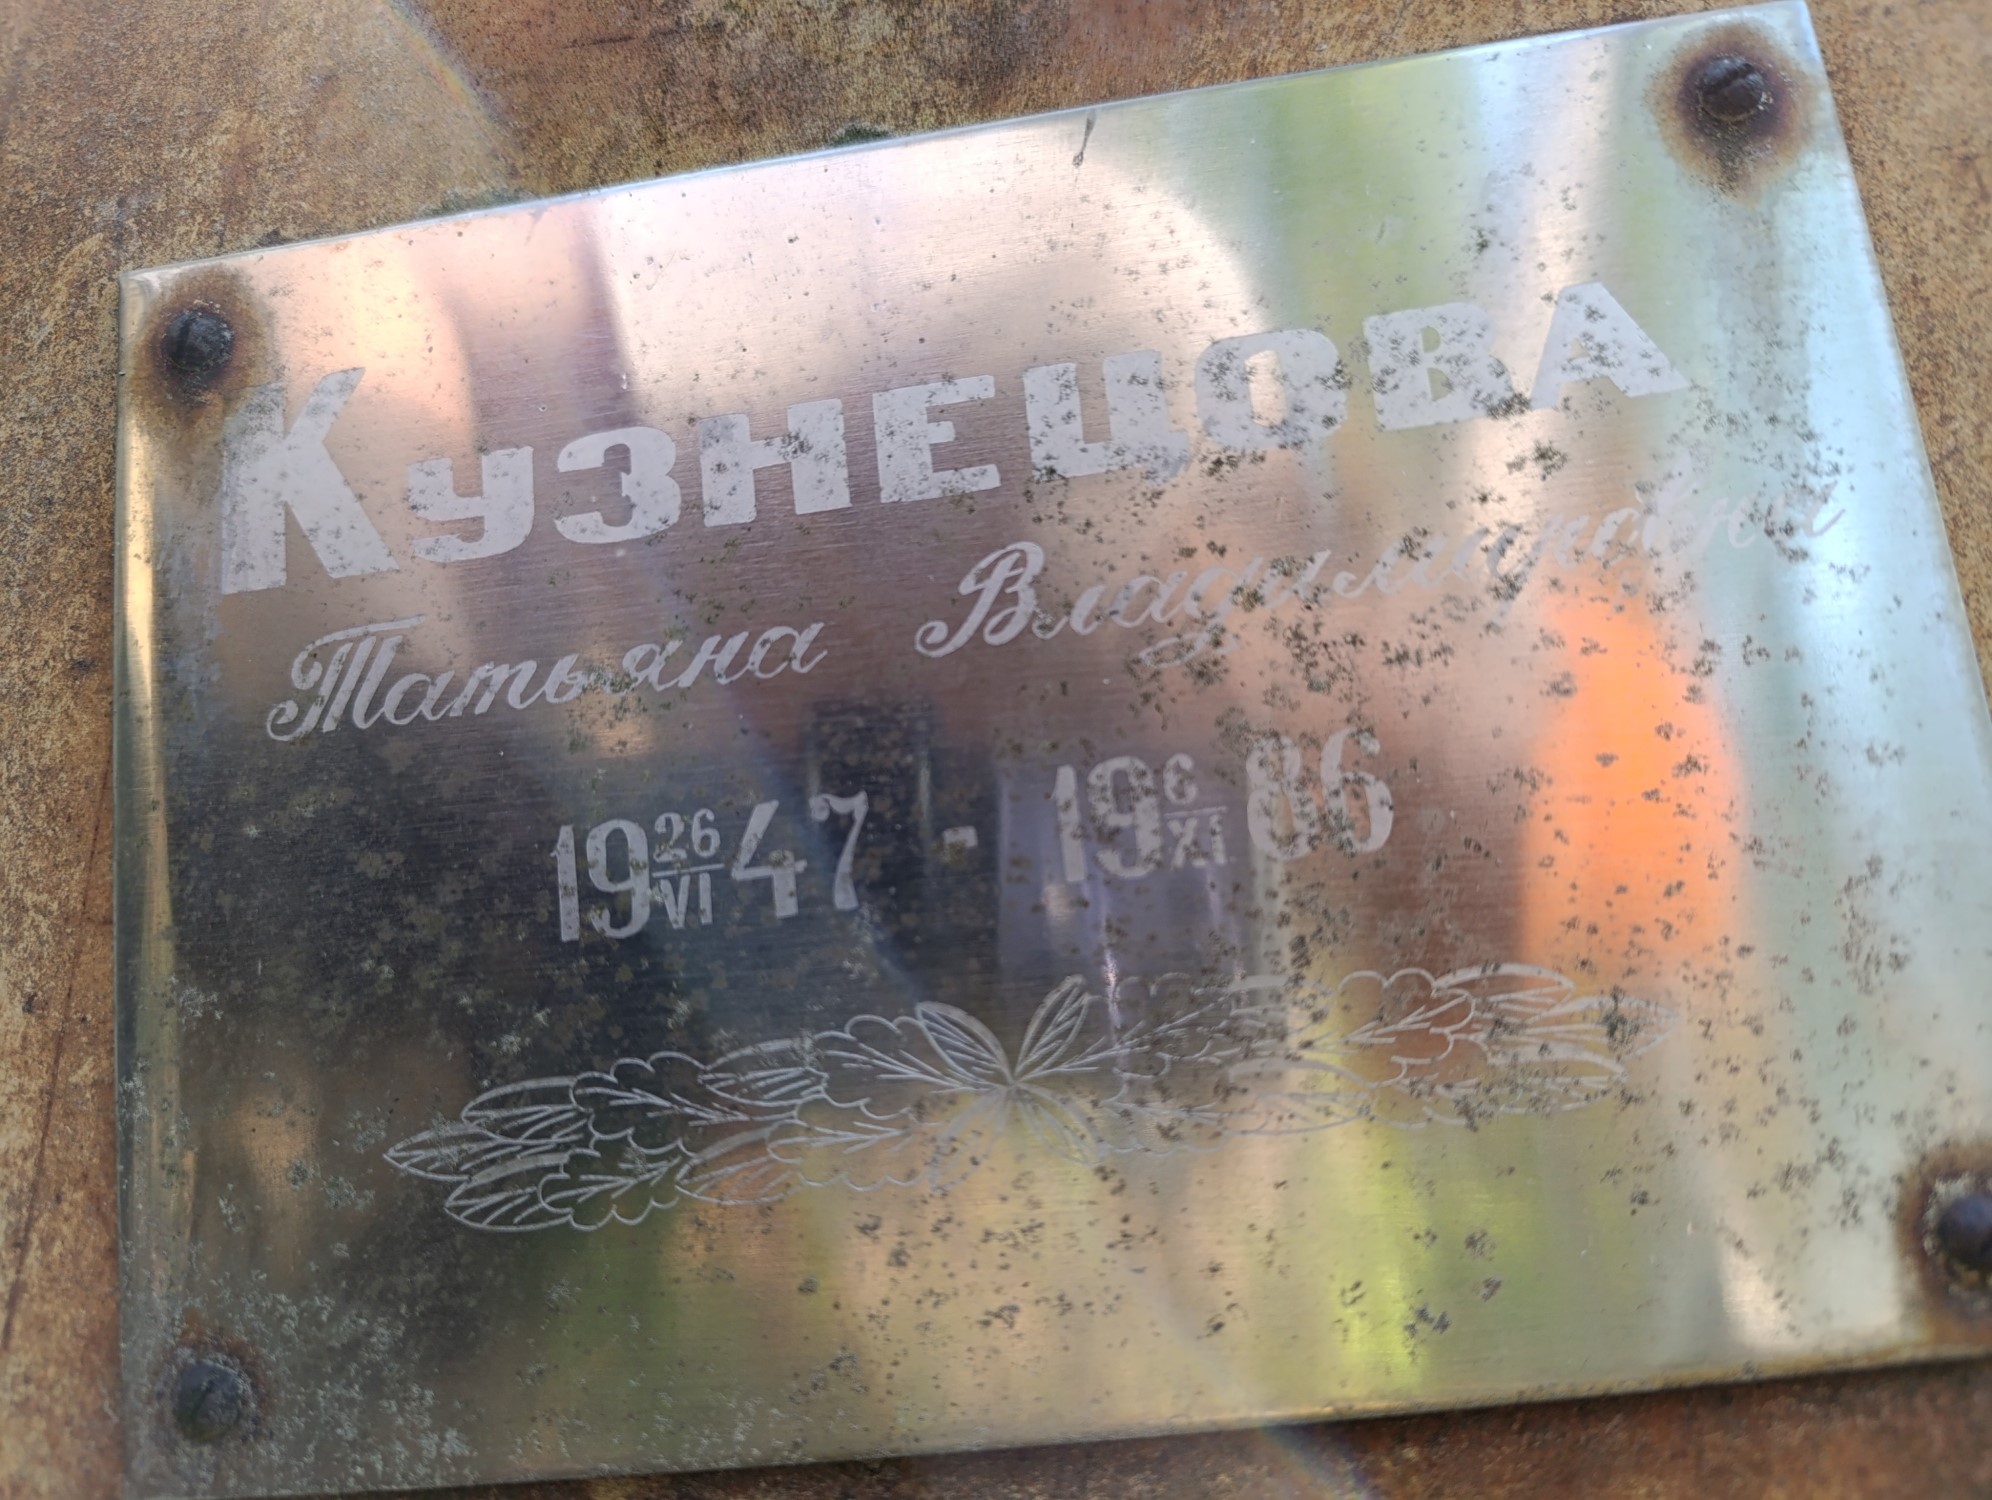 Кузнецова
Татьяна Владимировна
19 26/VI 47 - 19 6/XI 86